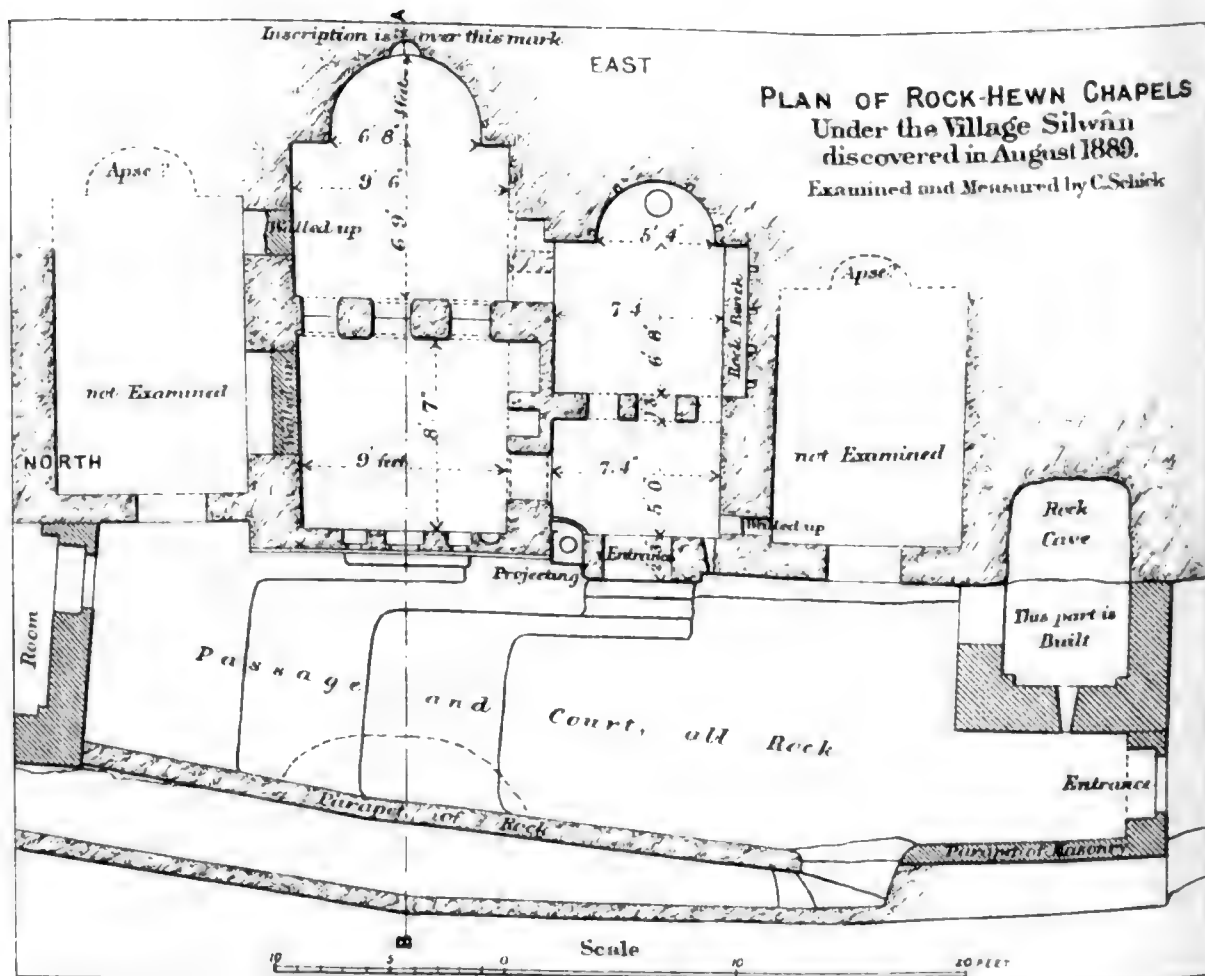 A
Inscription is over this mark.
EAST
PLAN OF ROCK-HEWN CHAPELS
Under the Village Silwân
discovered in August 1889.
Examined and Measured by C. Schick
Apse?
6' 8"
9' 6"
6' 9"
Walled up
5' 4"
Apse?
7' 4"
6' 8"
Rock Bench
not Examined
Walled up
8' 7"
NORTH
9 feet
7' 4"
5' 0"
not Examined
Walled up
Rock
Cave
Entrance
Projecting
This part is
Built
Room
Passage and Court, all Rock
Entrance
Parapet of Rock
Parapet of Masonry
B
Scale
10 5 0 10 20 FEET